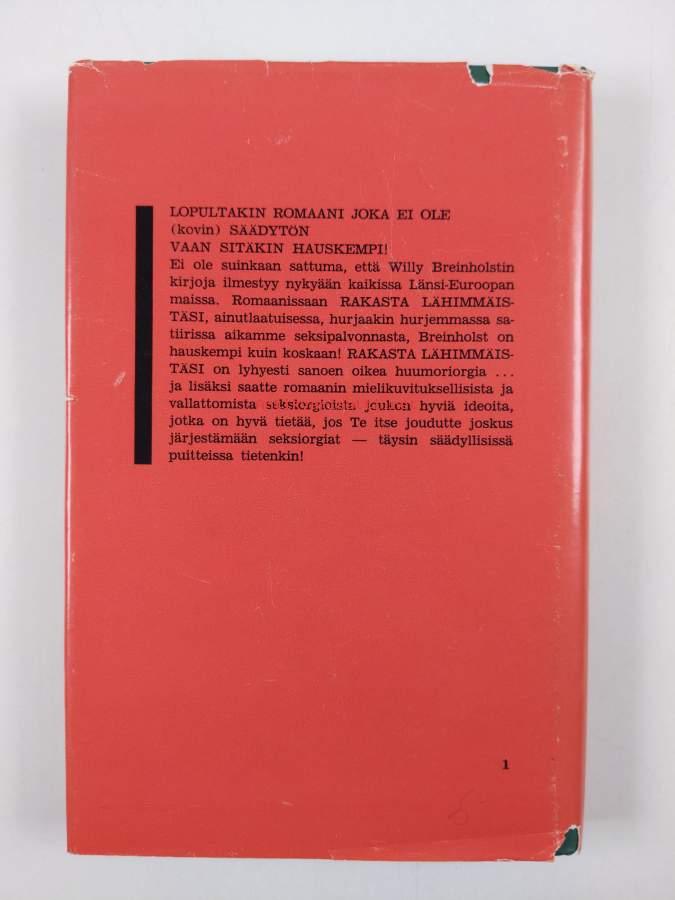 LOPULTAKIN ROMAANI JOKA EI OLE
(kovin) SÄÄDYTÖN
VAAN SITÄKIN HAUSKEMPI!
Ei ole suinkaan sattuma, että Willy Breinholstin
kirjoja ilmestyy nykyään kaikissa Länsi-Euroopan
maissa. Romaanissaan RAKASTA LÄHIMMÄIS-
TÄSI, ainutlaatuisessa, hurjaakin hurjemmassa sa-
tiirissa aikamme seksipalvonnasta, Breinholst on
hauskempi kuin koskaan! RAKASTA LÄHIMMÄIS-
TÄSI on lyhyesti sanoen oikea huumoriorgia ...
ja lisäksi saatte romaanin mielikuvituksellisista ja
vallattomista seksiorgioista joukon hyviä ideoita,
jotka on hyvä tietää, jos Te itse joudutte joskus
järjestämään seksiorgiat — täysin säädyllisissä
puitteissa tietenkin!
1